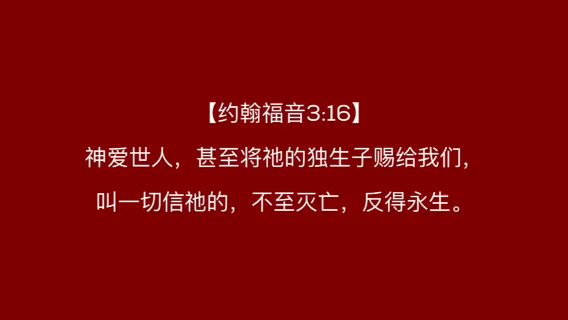 【约翰福音3:16】
神爱世人，甚至将祂的独生子赐给我们，
叫一切信祂的，不至灭亡，反得永生。